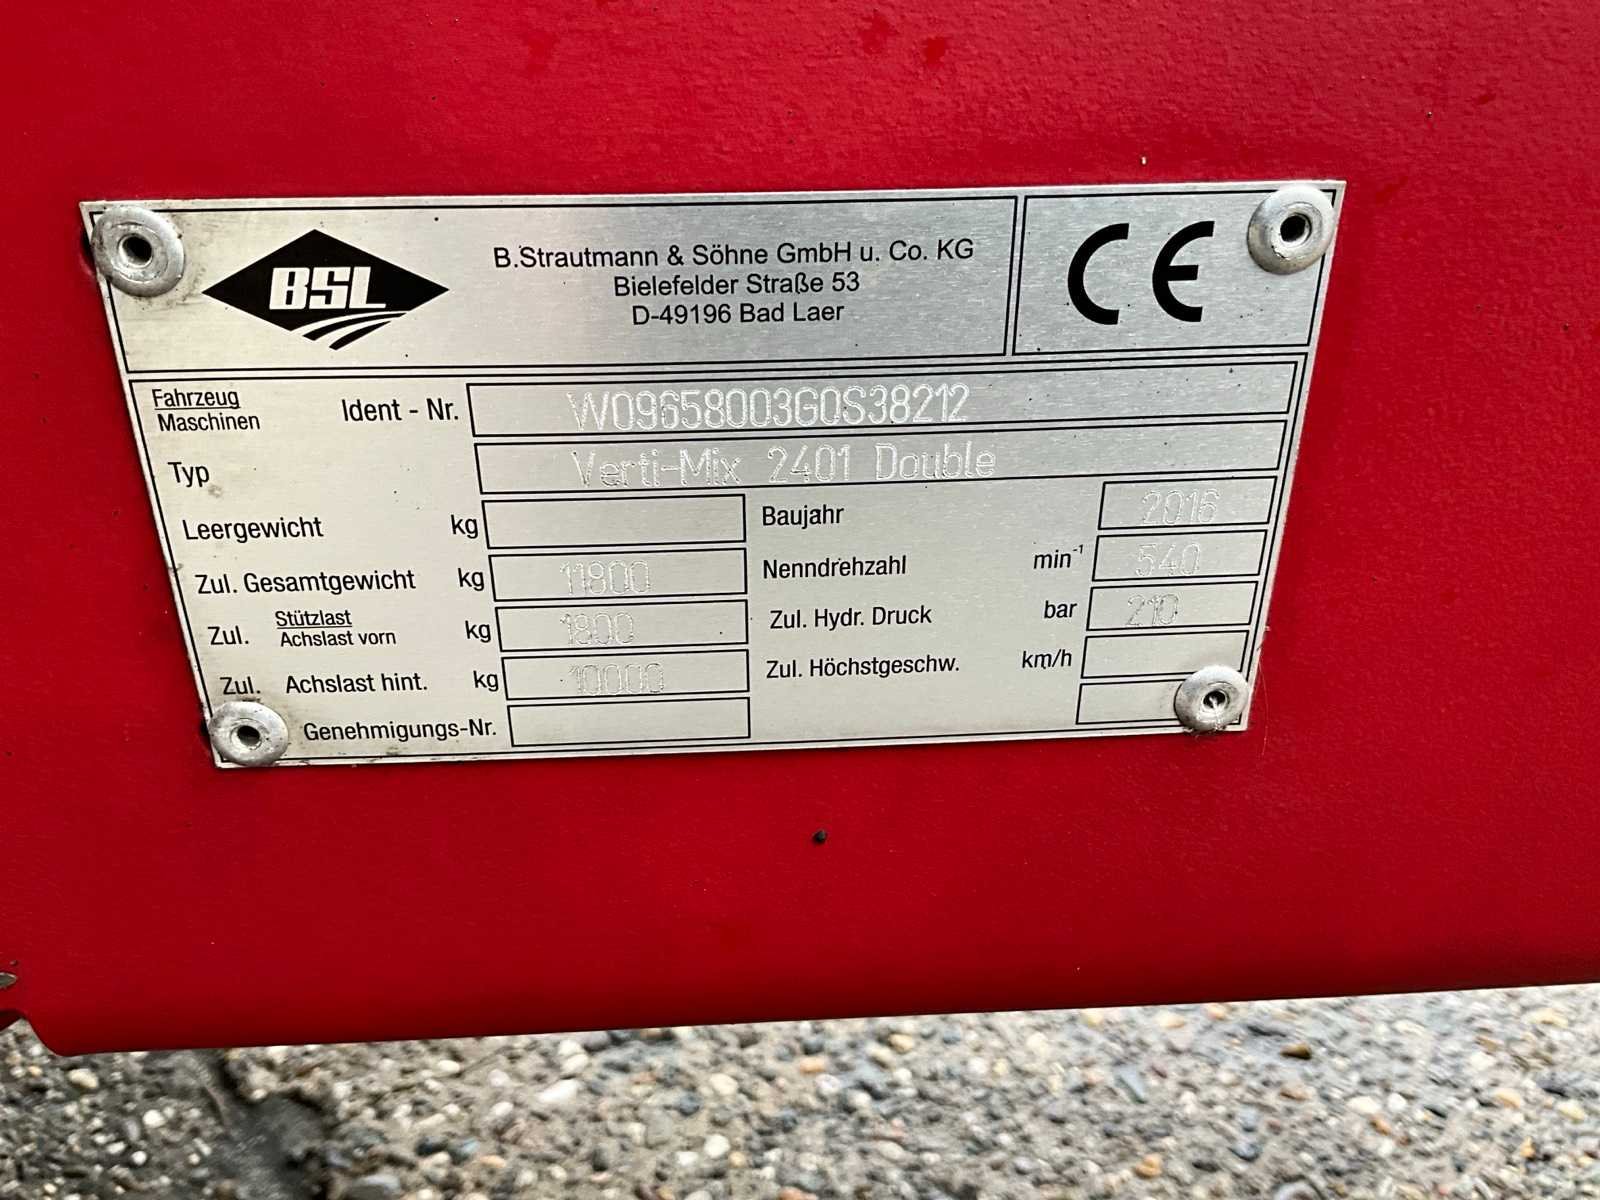 BSL
B.Strautmann & Söhne GmbH u. Co. KG
Bielefelder Straße 53
D-49196 Bad Laer
CE
Fahrzeug
Maschinen Ident - Nr. W09658003G0S38212
Typ Verti-Mix 2401 Double
Leergewicht kg
Baujahr 2016
Zul. Gesamtgewicht kg 11800
Nenndrehzahl min⁻¹ 540
Zul. Stützlast
Achslast vorn kg 1800
Zul. Hydr. Druck bar 210
Zul. Achslast hint. kg 10000
Zul. Höchstgeschw. km/h
Genehmigungs-Nr.